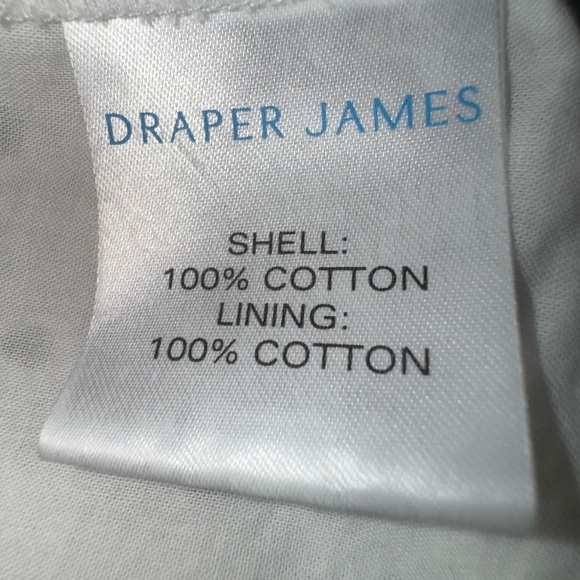 DRAPER JAMES
SHELL:
100% COTTON
LINING:
100% COTTON